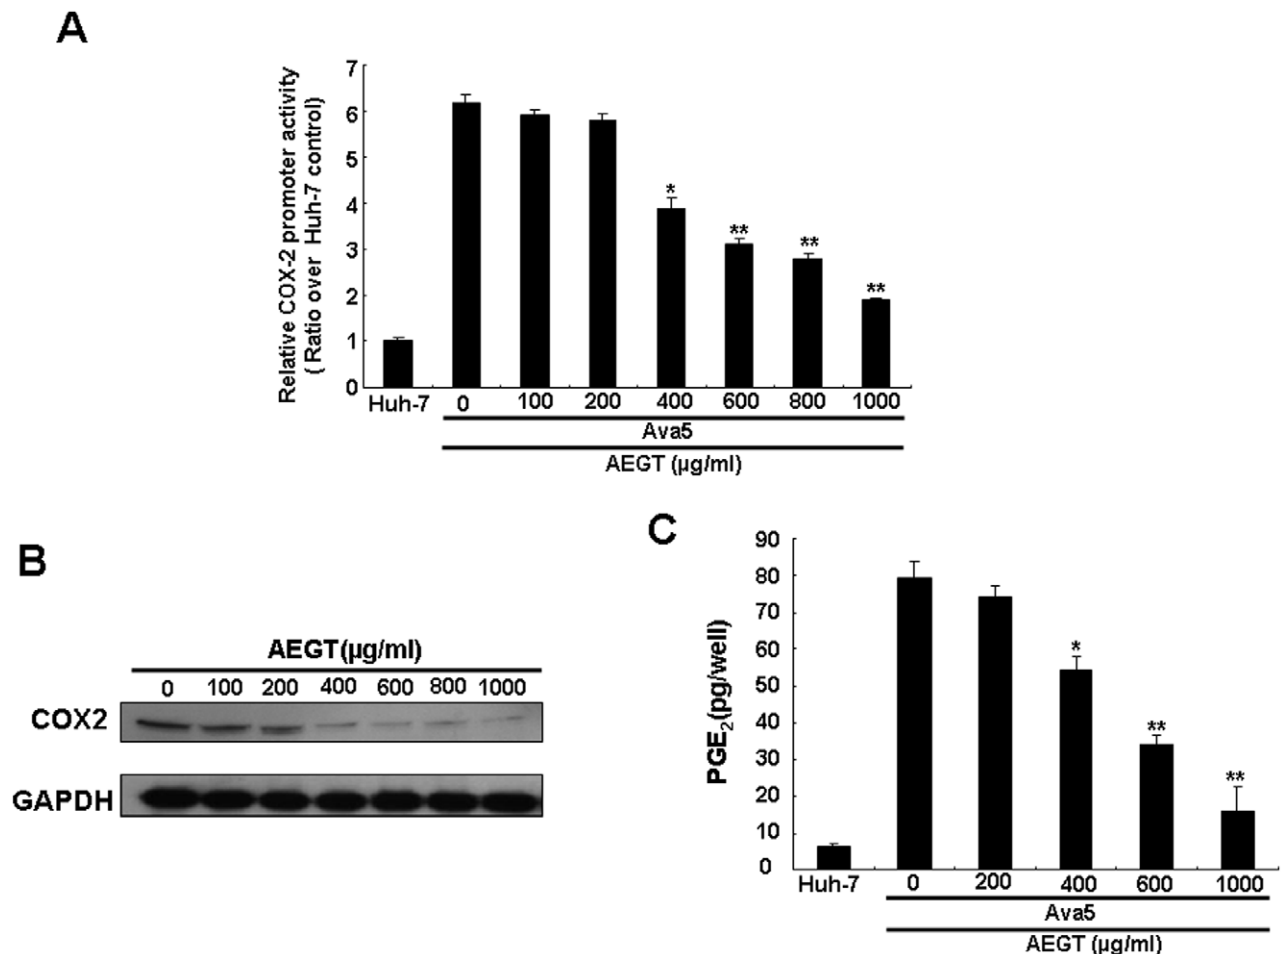 A
Relative COX-2 promoter activity
( Ratio over Huh-7 control)
7
6
5
4
3
2
1
0
*
**
**
**
Huh-7 0 100 200 400 600 800 1000
Ava5
AEGT (µg/ml)
B
AEGT(µg/ml)
0 100 200 400 600 800 1000
COX2
GAPDH
C
PGE₂(pg/well)
90
80
70
60
50
40
30
20
10
0
*
**
**
Huh-7 0 200 400 600 1000
Ava5
AEGT (µg/ml)